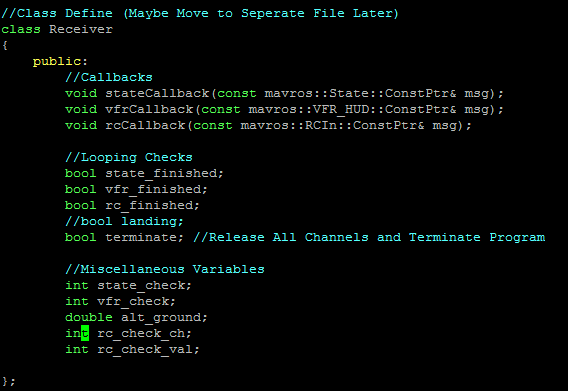 //Class Define (Maybe Move to Seperate File Later)
class Receiver
{
    public:
        //Callbacks
        void stateCallback(const mavros::State::ConstPtr& msg);
        void vfrCallback(const mavros::VFR_HUD::ConstPtr& msg);
        void rcCallback(const mavros::RCIn::ConstPtr& msg);

        //Looping Checks
        bool state_finished;
        bool vfr_finished;
        bool rc_finished;
        //bool landing;
        bool terminate; //Release All Channels and Terminate Program

        //Miscellaneous Variables
        int state_check;
        int vfr_check;
        double alt_ground;
        int rc_check_ch;
        int rc_check_val;

};